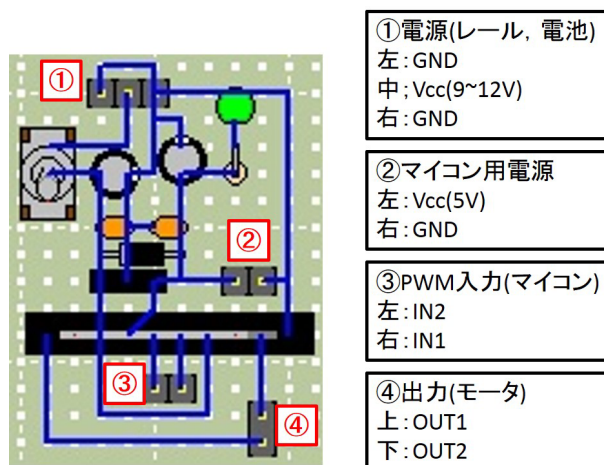 ①
①電源(レール, 電池)
左:GND
中;Vcc(9~12V)
右:GND
②マイコン用電源
左:Vcc(5V)
右:GND
②
③PWM入力(マイコン)
左:IN2
右:IN1
③
④出力(モータ)
上:OUT1
下:OUT2
④